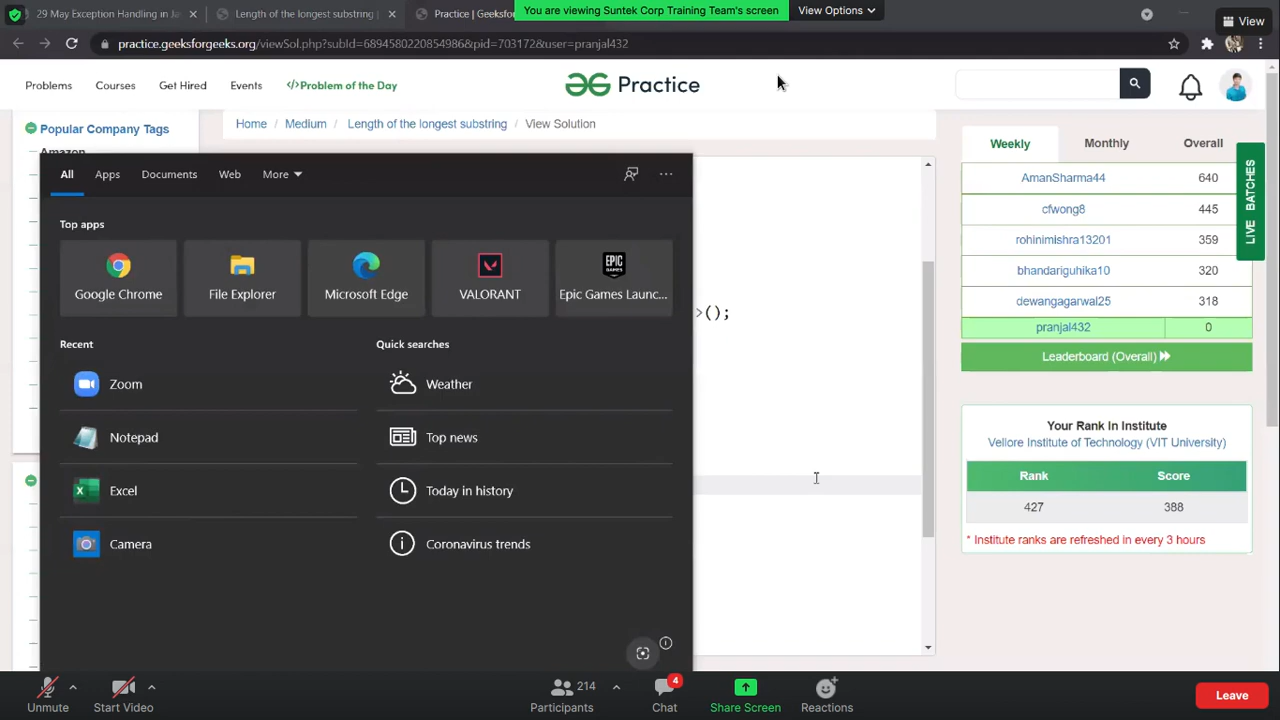 29 May Exception Handling in Ja
Length of the longest substring |
Practice | Geeksfor
You are viewing Suntek Corp Training Team's screen
View Options
View
practice.geeksforgeeks.org/viewSol.php?subId=68945802208549​86&pid=703172&user=pranjal432
Problems
Courses
Get Hired
Events
</>Problem of the Day
Practice
Popular Company Tags
Amazon
Home / Medium / Length of the longest substring / View Solution
Weekly
Monthly
Overall
AmanSharma44 640
cfwong8 445
rohinimishra13201 359
bhandariguhika10 320
dewangagarwal25 318
pranjal432 0
Leaderboard (Overall)
LIVE BATCHES
All
Apps
Documents
Web
More
Top apps
Google Chrome
File Explorer
Microsoft Edge
VALORANT
EPIC GAMES
Epic Games Launc...
>();
Recent
Zoom
Notepad
Excel
Camera
Quick searches
Weather
Top news
Today in history
Coronavirus trends
Your Rank In Institute
Vellore Institute of Technology (VIT University)
Rank Score
427 388
* Institute ranks are refreshed in every 3 hours
Unmute
Start Video
214
Participants
4
Chat
Share Screen
Reactions
Leave